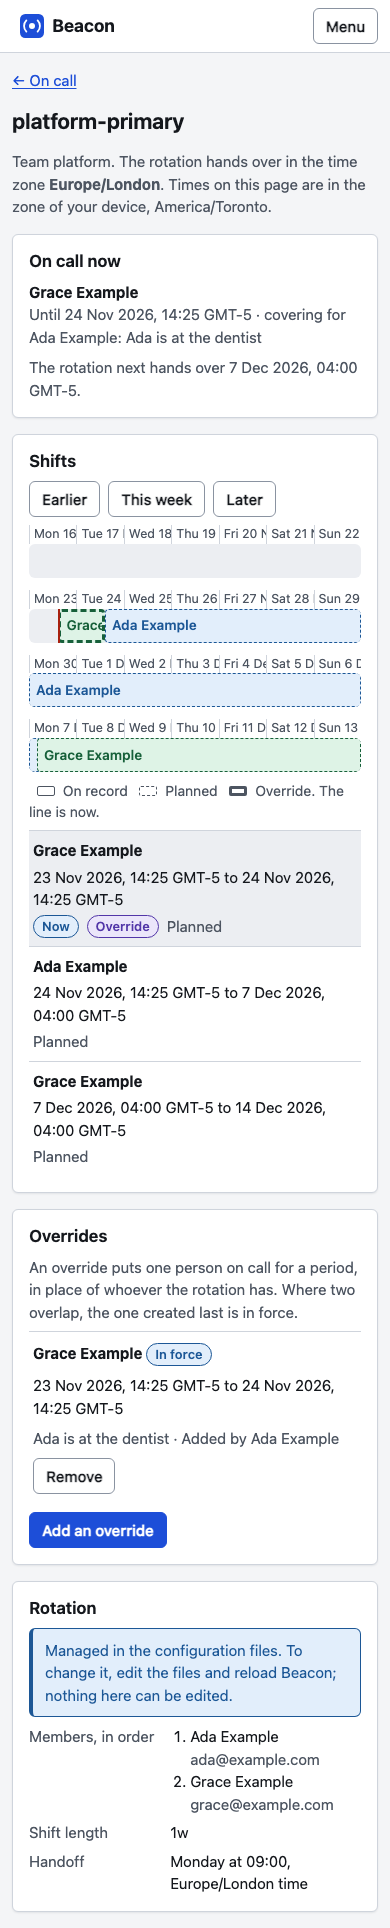 Beacon
Menu
← On call
platform-primary
Team platform. The rotation hands over in the time
zone Europe/London. Times on this page are in the
zone of your device, America/Toronto.
On call now
Grace Example
Until 24 Nov 2026, 14:25 GMT-5 · covering for
Ada Example: Ada is at the dentist
The rotation next hands over 7 Dec 2026, 04:00
GMT-5.
Shifts
Earlier
This week
Later
Mon 16 Tue 17 Wed 18 Thu 19 Fri 20 Sat 21 Sun 22
Mon 23 Tue 24 Wed 25 Thu 26 Fri 27 Sat 28 Sun 29
Grace Ada Example
Mon 30 Tue 1 D Wed 2 Thu 3 D Fri 4 De Sat 5 D Sun 6 D
Ada Example
Mon 7 Tue 8 D Wed 9 Thu 10 Fri 11 D Sat 12 Sun 13
Grace Example
On record Planned Override. The
line is now.
Grace Example
23 Nov 2026, 14:25 GMT-5 to 24 Nov 2026,
14:25 GMT-5
Now Override Planned
Ada Example
24 Nov 2026, 14:25 GMT-5 to 7 Dec 2026,
04:00 GMT-5
Planned
Grace Example
7 Dec 2026, 04:00 GMT-5 to 14 Dec 2026,
04:00 GMT-5
Planned
Overrides
An override puts one person on call for a period,
in place of whoever the rotation has. Where two
overlap, the one created last is in force.
Grace Example In force
23 Nov 2026, 14:25 GMT-5 to 24 Nov 2026,
14:25 GMT-5
Ada is at the dentist · Added by Ada Example
Remove
Add an override
Rotation
Managed in the configuration files. To
change it, edit the files and reload Beacon;
nothing here can be edited.
Members, in order
1. Ada Example
ada@example.com
2. Grace Example
grace@example.com
Shift length 1w
Handoff Monday at 09:00,
Europe/London time